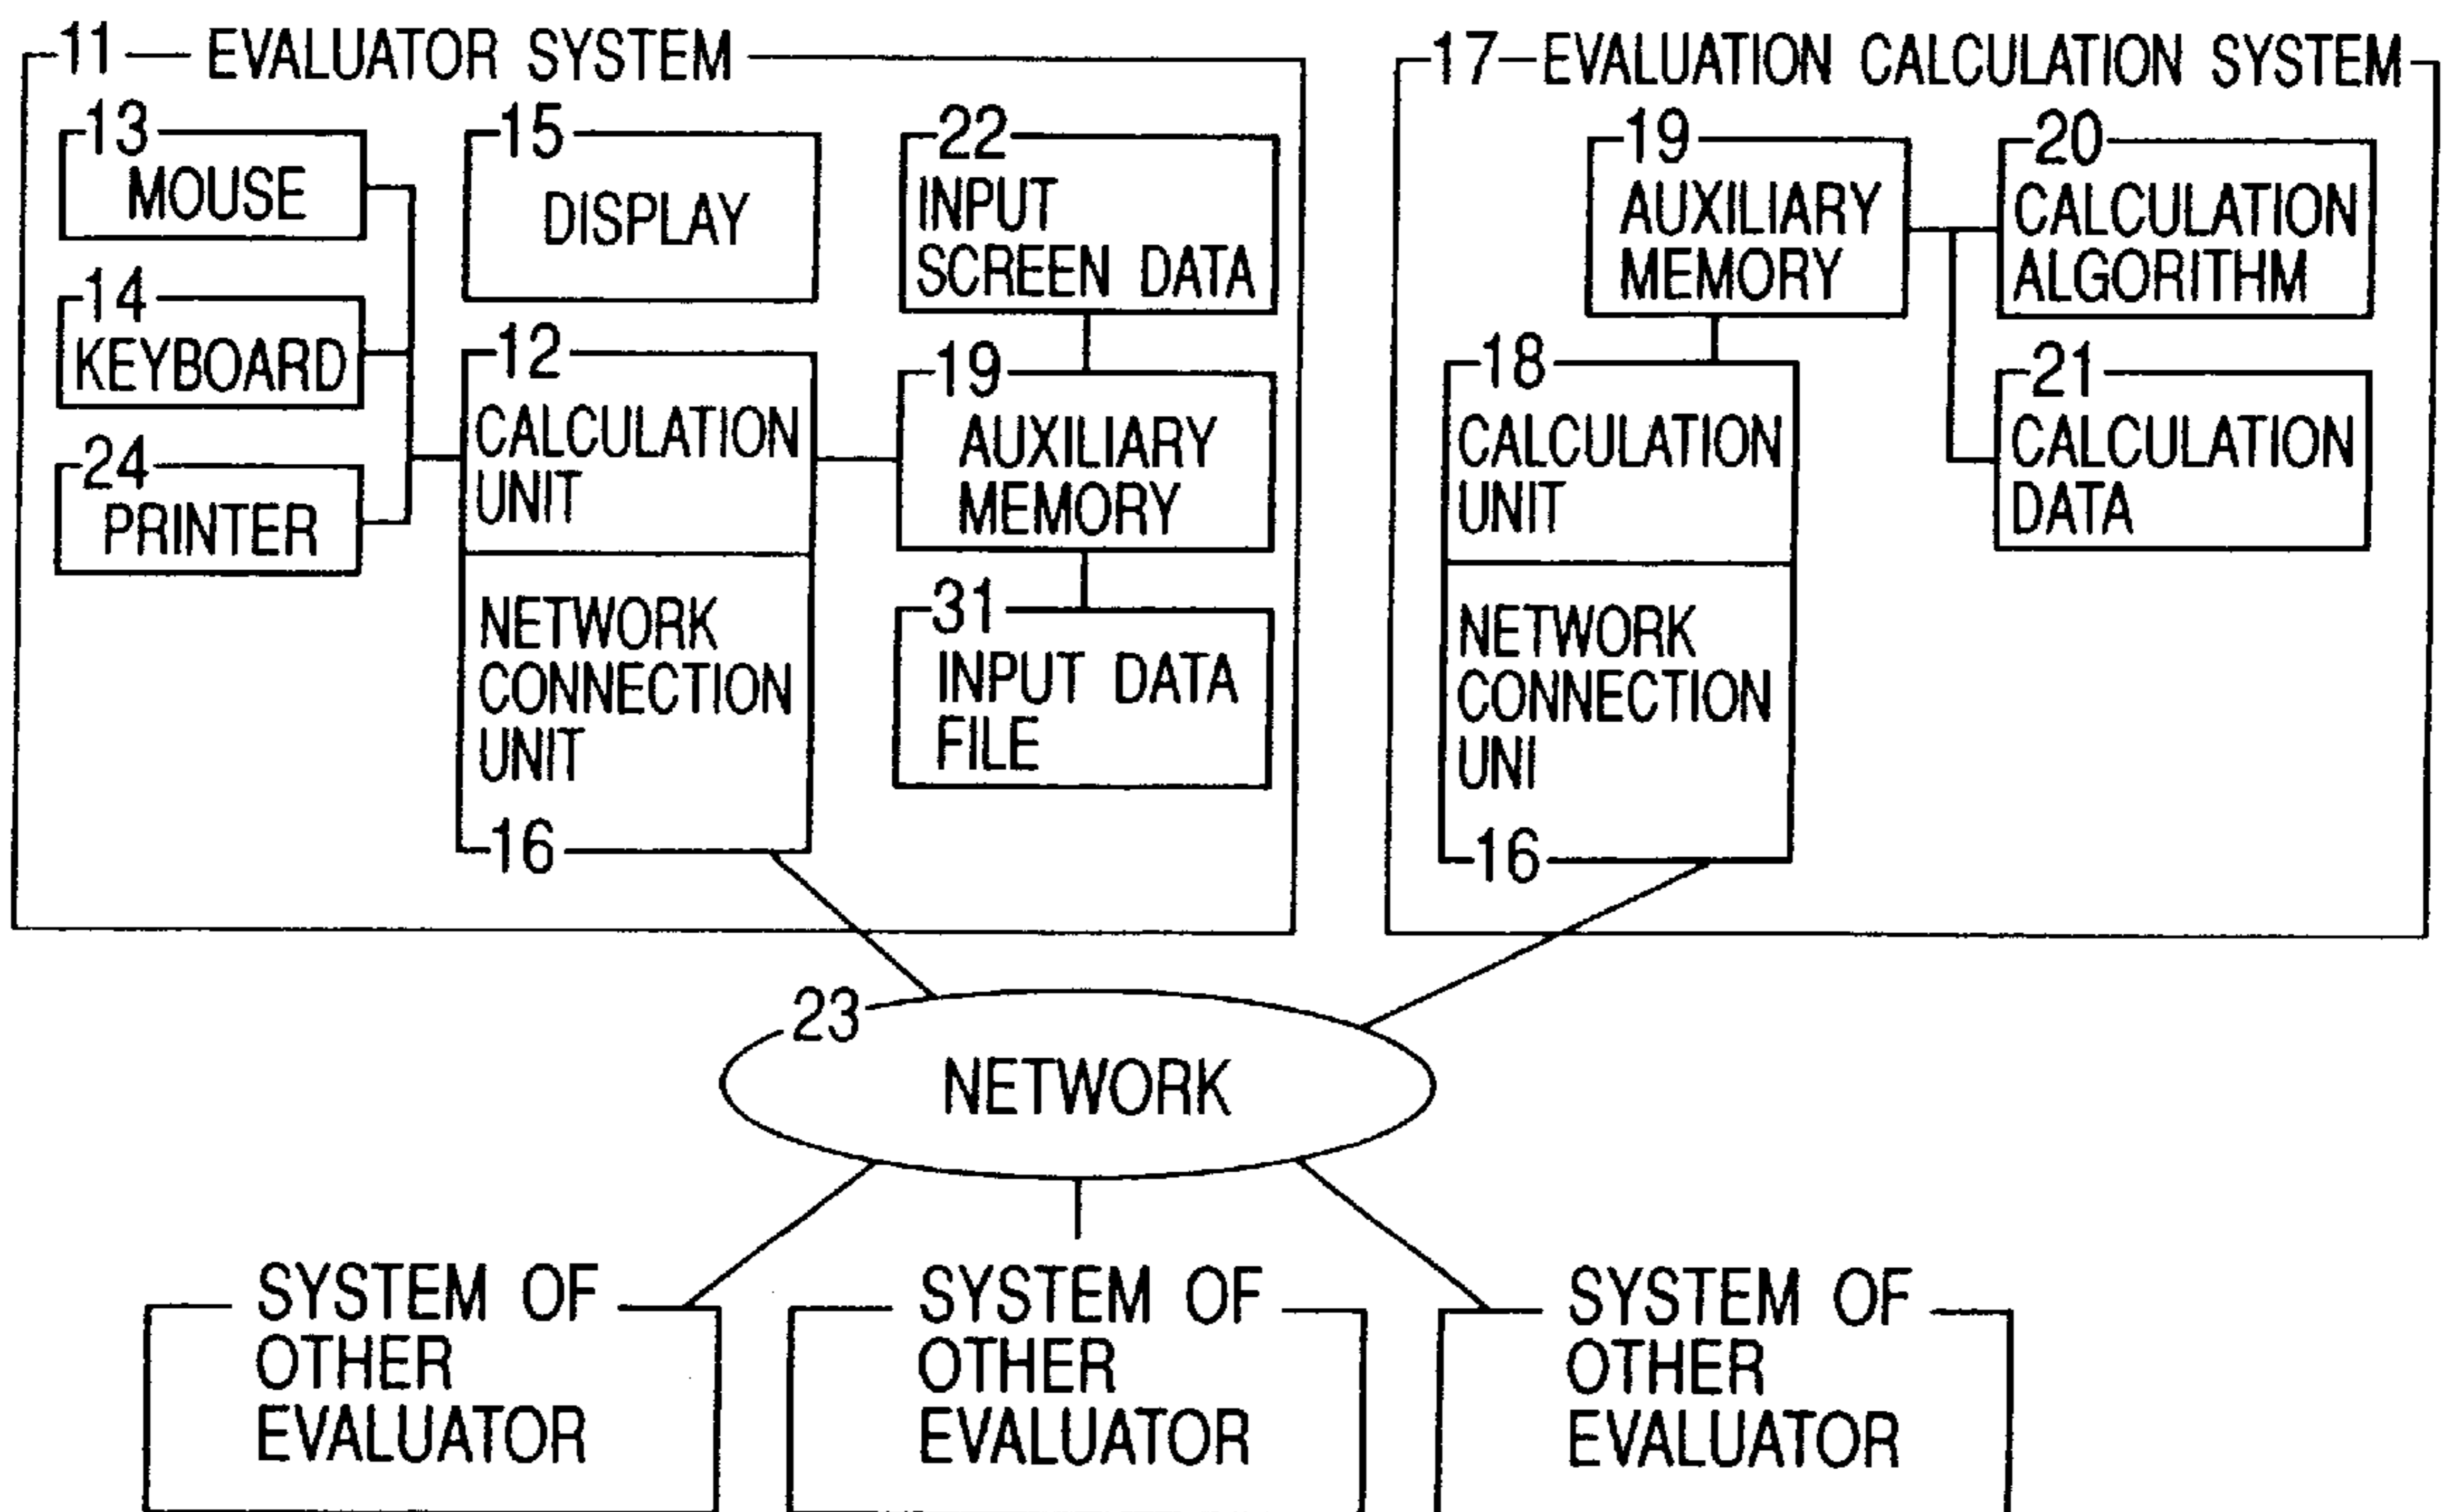 11 EVALUATOR SYSTEM
13
MOUSE
14
KEYBOARD
24
PRINTER
15
DISPLAY
12
CALCULATION
UNIT
NETWORK
CONNECTION
UNIT
16
22
INPUT
SCREEN DATA
19
AUXILIARY
MEMORY
31
INPUT DATA
FILE
17 EVALUATION CALCULATION SYSTEM
19
AUXILIARY
MEMORY
20
CALCULATION
ALGORITHM
18
CALCULATION
UNIT
21
CALCULATION
DATA
NETWORK
CONNECTION
UNI
16
23
NETWORK
SYSTEM OF
OTHER
EVALUATOR
SYSTEM OF
OTHER
EVALUATOR
SYSTEM OF
OTHER
EVALUATOR